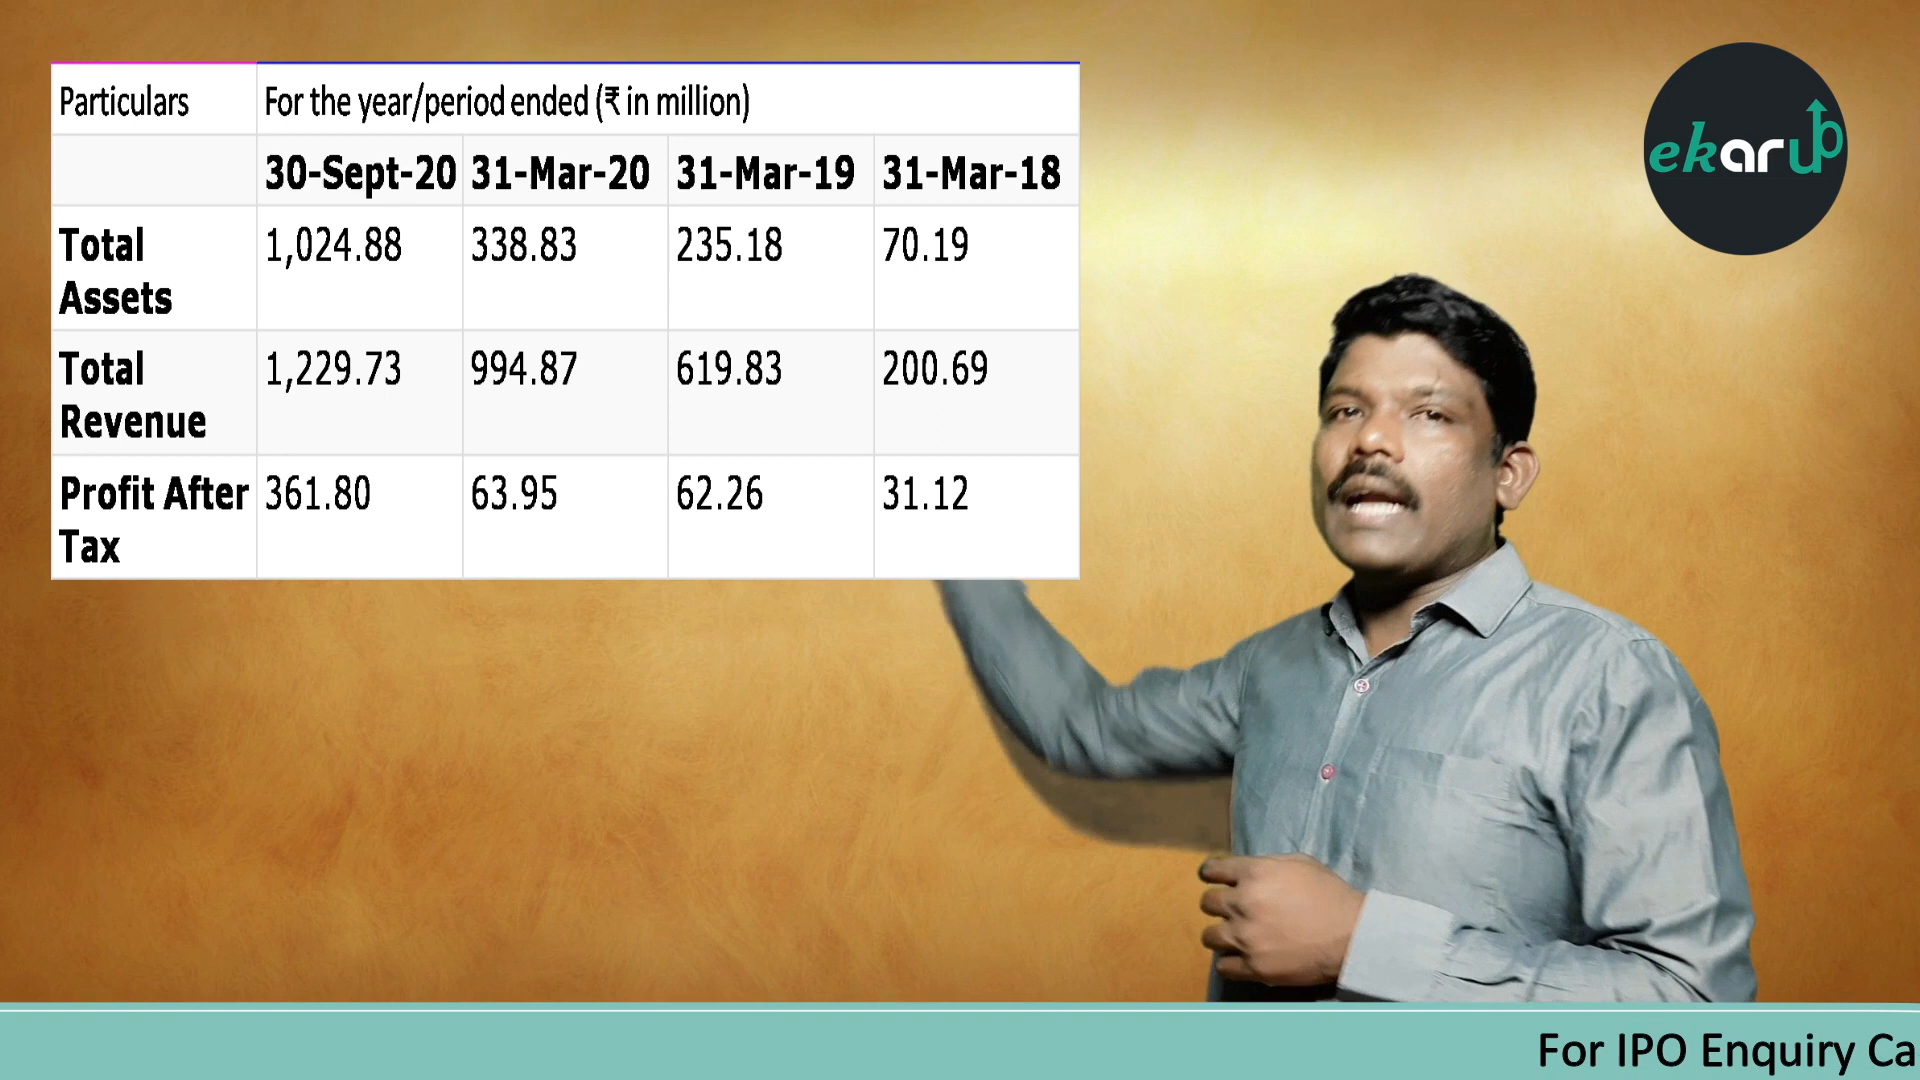 Particulars For the year/period ended (₹ in million)
30-Sept-20 31-Mar-20 31-Mar-19 31-Mar-18
Total Assets 1,024.88 338.83 235.18 70.19
Total Revenue 1,229.73 994.87 619.83 200.69
Profit After Tax 361.80 63.95 62.26 31.12
ekarup
For IPO Enquiry Ca